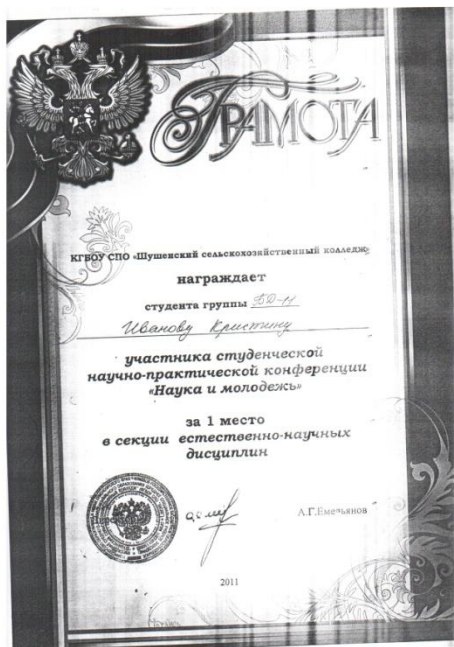 ГРАМОТА
КГБОУ СПО «Шушенский сельскохозяйственный колледж»
награждает
студента группы
Иванову Кристину
участника студенческой
научно-практической конференции
«Наука и молодежь»
за 1 место
в секции естественно-научных
дисциплин
А.Г.Емельянов
2011